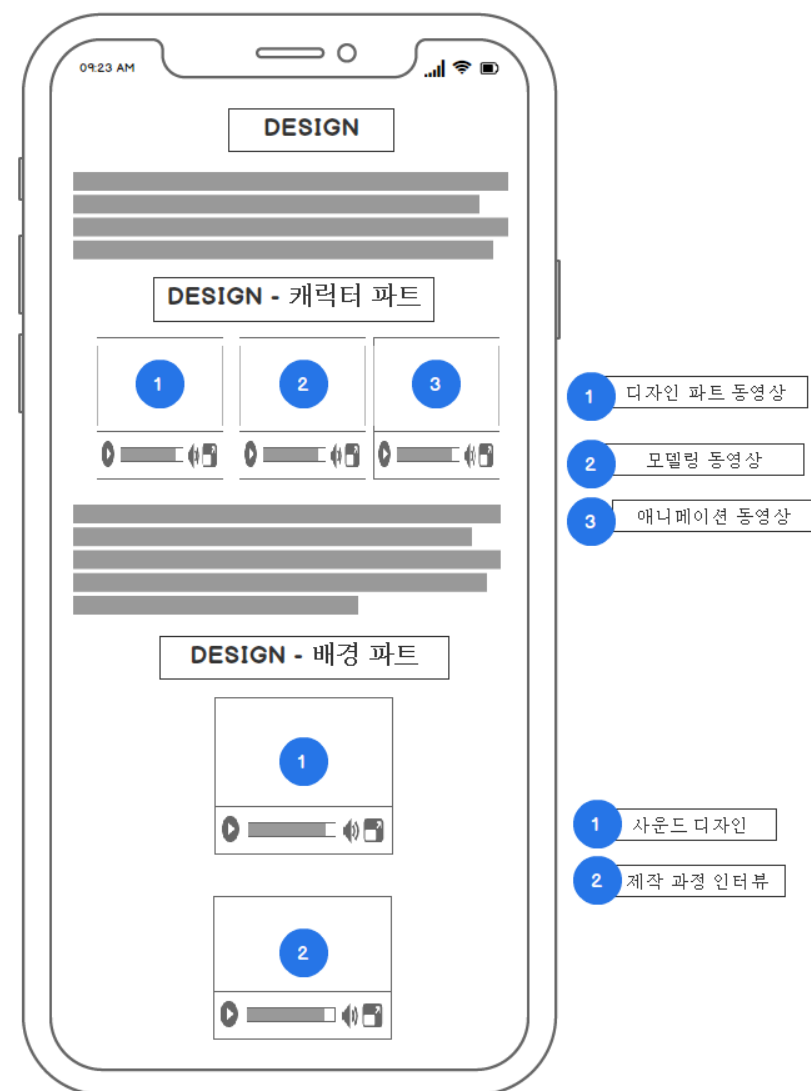 09:23 AM
DESIGN
DESIGN - 캐릭터 파트
1
2
3
1 디자인 파트 동영상
2 모델링 동영상
3 애니메이션 동영상
DESIGN - 배경 파트
1
2
1 사운드 디자인
2 제작 과정 인터뷰